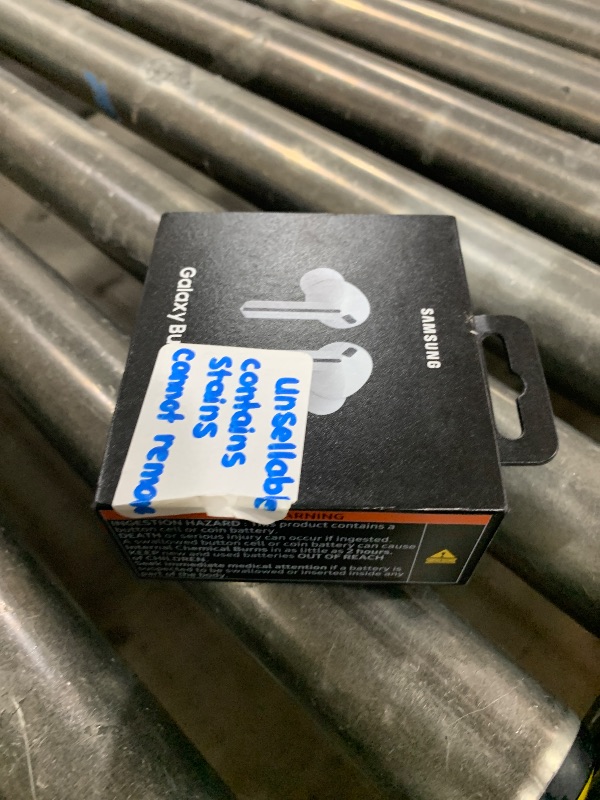 SAMSUNG
Galaxy Bu
Unsellable
contains
Stains
cannot remov
WARNING
INGESTION HAZARD : This product contains a
button cell or coin battery.
DEATH or serious injury can occur if ingested.
A swallowed button cell or coin battery can cause
Internal Chemical Burns in as little as 2 hours.
KEEP new and used batteries OUT OF REACH
Seek immediate medical attention if a battery is
suspected to be swallowed or inserted inside any
part of the body.